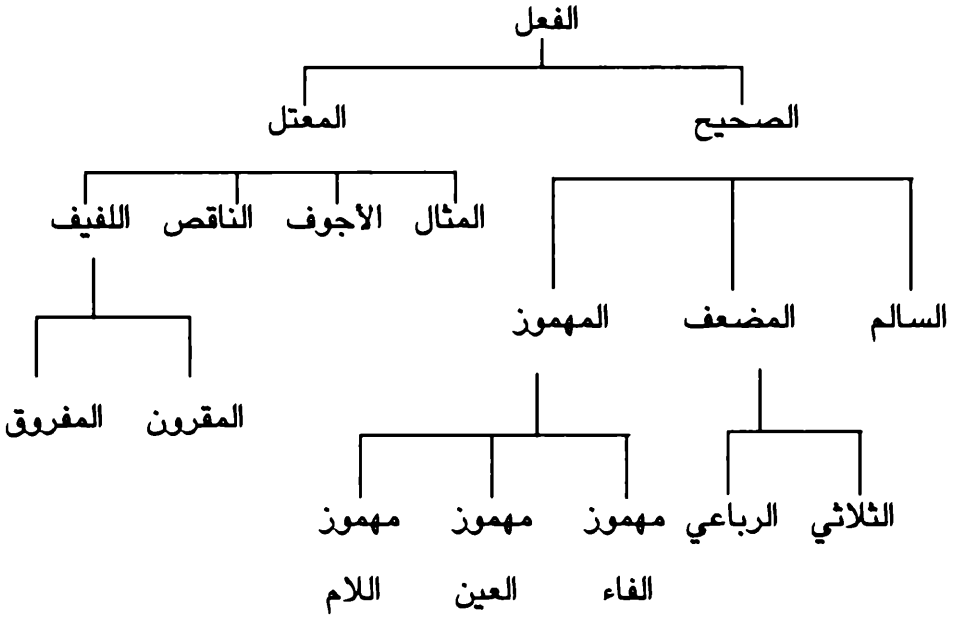 الفعل
الصحيح المعتل
المثال الأجوف الناقص اللفيف
السالم المضعف المهموز
المقرون المفروق
الثلاثي الرباعي مهموز مهموز مهموز
الفاء العين اللام